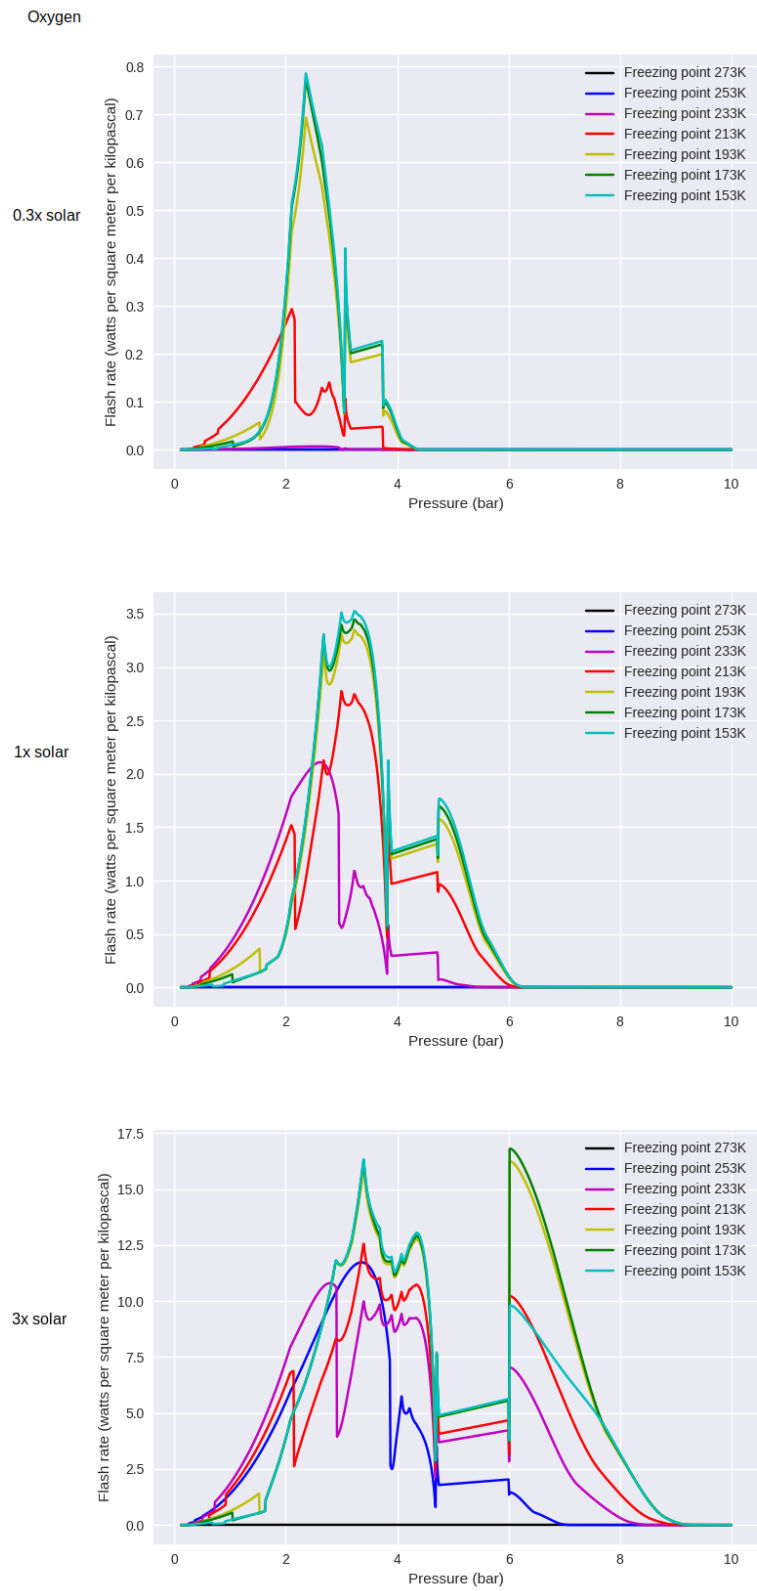 Oxygen
0.3x solar
Flash rate (watts per square meter per kilopascal)
0.8
0.7
0.6
0.5
0.4
0.3
0.2
0.1
0.0
Freezing point 273K
Freezing point 253K
Freezing point 233K
Freezing point 213K
Freezing point 193K
Freezing point 173K
Freezing point 153K
0 2 4 6 8 10
Pressure (bar)
1x solar
Flash rate (watts per square meter per kilopascal)
3.5
3.0
2.5
2.0
1.5
1.0
0.5
0.0
Freezing point 273K
Freezing point 253K
Freezing point 233K
Freezing point 213K
Freezing point 193K
Freezing point 173K
Freezing point 153K
0 2 4 6 8 10
Pressure (bar)
3x solar
Flash rate (watts per square meter per kilopascal)
17.5
15.0
12.5
10.0
7.5
5.0
2.5
0.0
Freezing point 273K
Freezing point 253K
Freezing point 233K
Freezing point 213K
Freezing point 193K
Freezing point 173K
Freezing point 153K
0 2 4 6 8 10
Pressure (bar)